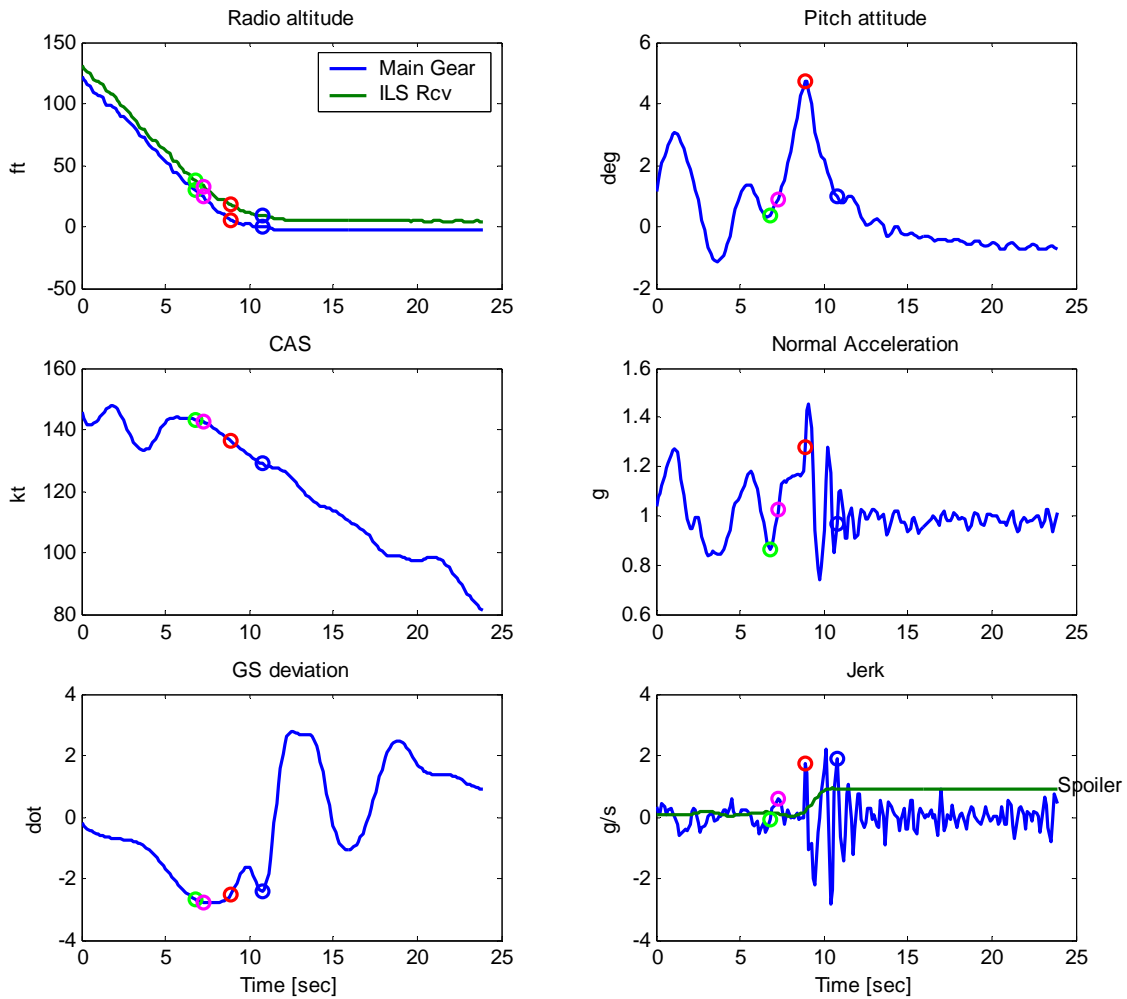 Radio altitude
150
100
50
0
-50
ft
Main Gear
ILS Rcv
0 5 10 15 20 25
Pitch attitude
6
4
2
0
-2
deg
0 5 10 15 20 25
CAS
160
140
120
100
80
kt
0 5 10 15 20 25
Normal Acceleration
1.4
1.2
1
0.8
0.6
g
0 5 10 15 20 25
GS deviation
4
2
0
-2
-4
dot
0 5 10 15 20 25
Time [sec]
Jerk
4
2
0
-2
-4
g/s
Spoiler
0 5 10 15 20 25
Time [sec]